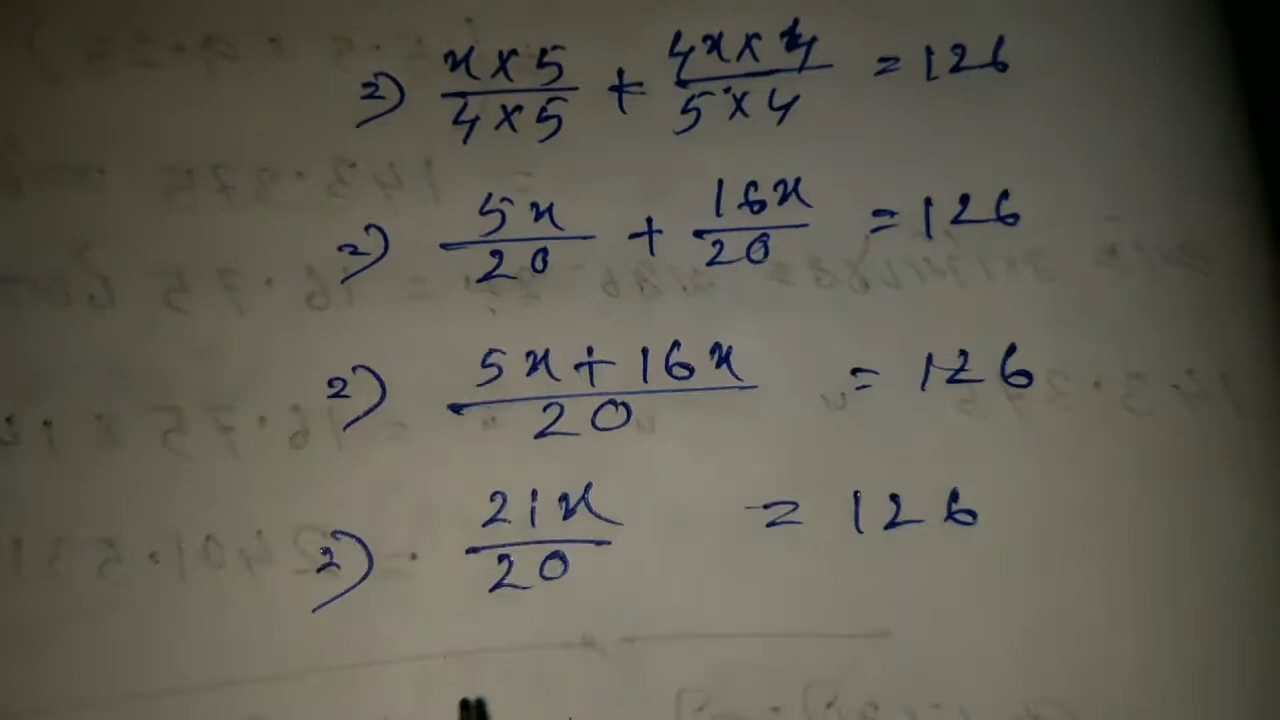 ⇒ x×5/4×5 + 4x×4/5×4 = 126
⇒ 5x/20 + 16x/20 = 126
⇒ 5x+16x/20 = 126
⇒ 21x/20 = 126